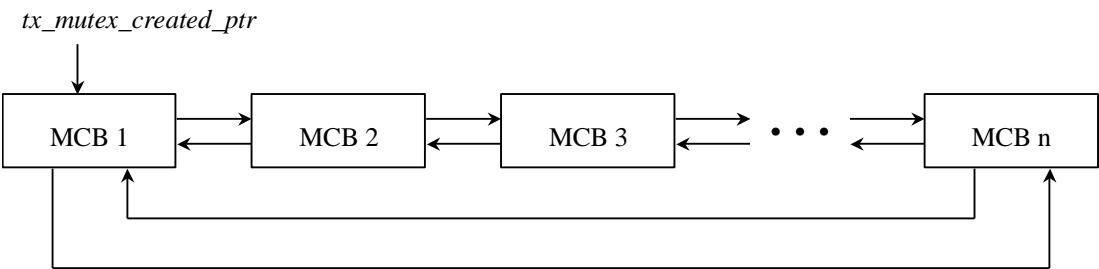 tx_mutex_created_ptr
MCB 1 MCB 2 MCB 3 • • • MCB n